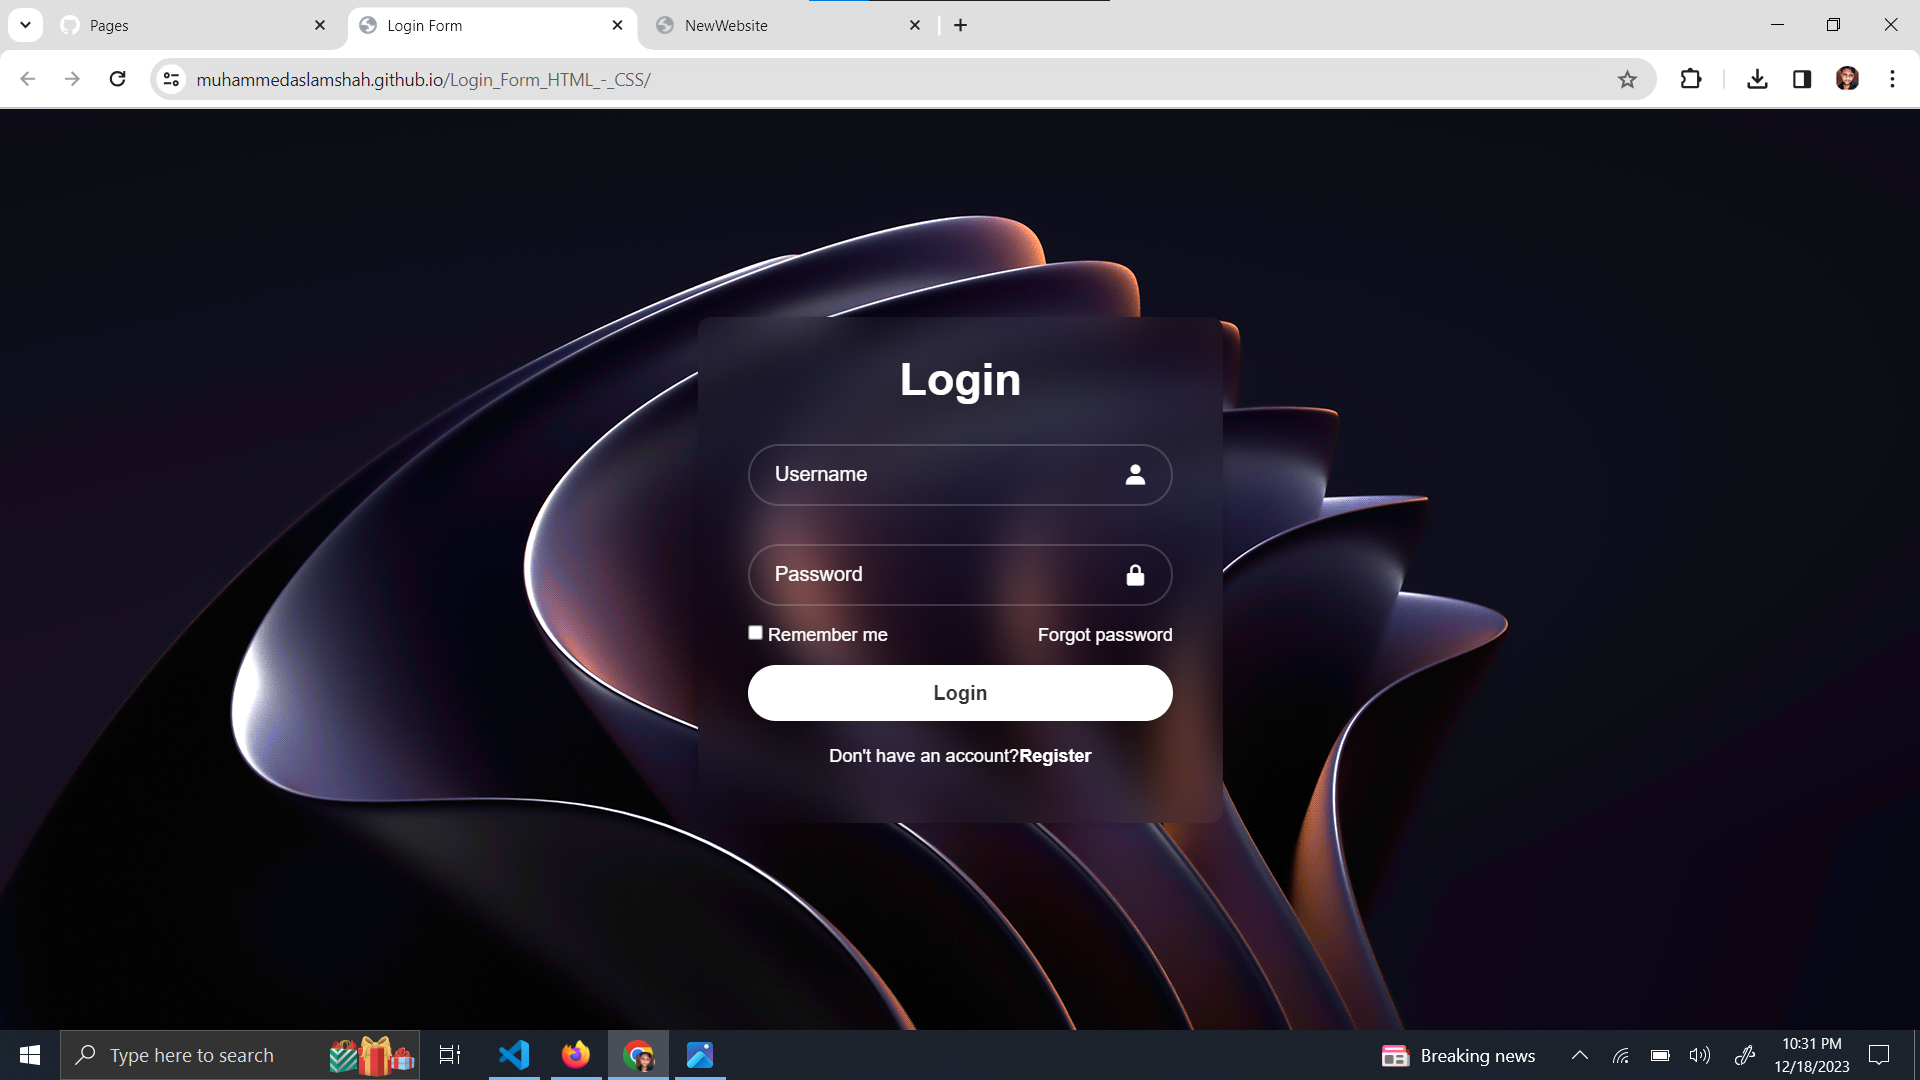 Pages
Login Form
NewWebsite
muhammedaslamshah.github.io/Login_Form_HTML_-_CSS/
Login
Username
Password
Remember me
Forgot password
Login
Don't have an account?Register
Type here to search
Breaking news
10:31 PM
12/18/2023